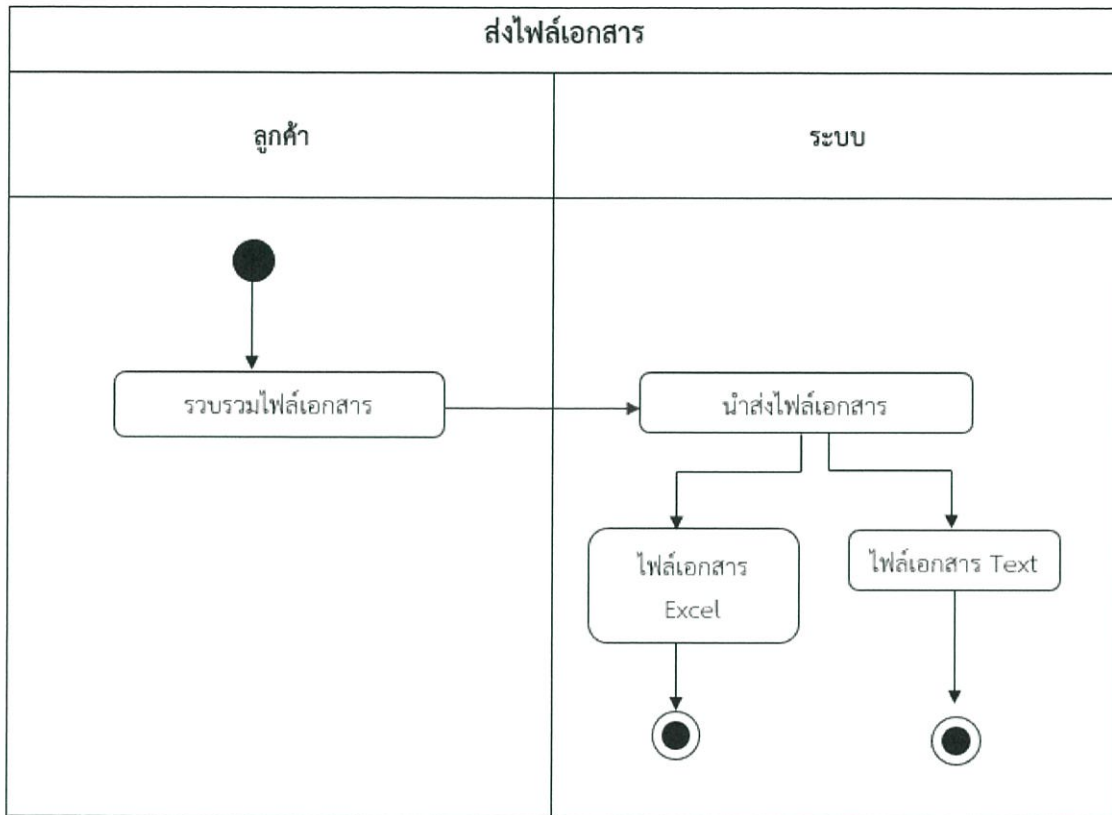 ส่งไฟล์เอกสาร
ลูกค้า
ระบบ
รวบรวมไฟล์เอกสาร
นำส่งไฟล์เอกสาร
ไฟล์เอกสาร
Excel
ไฟล์เอกสาร Text